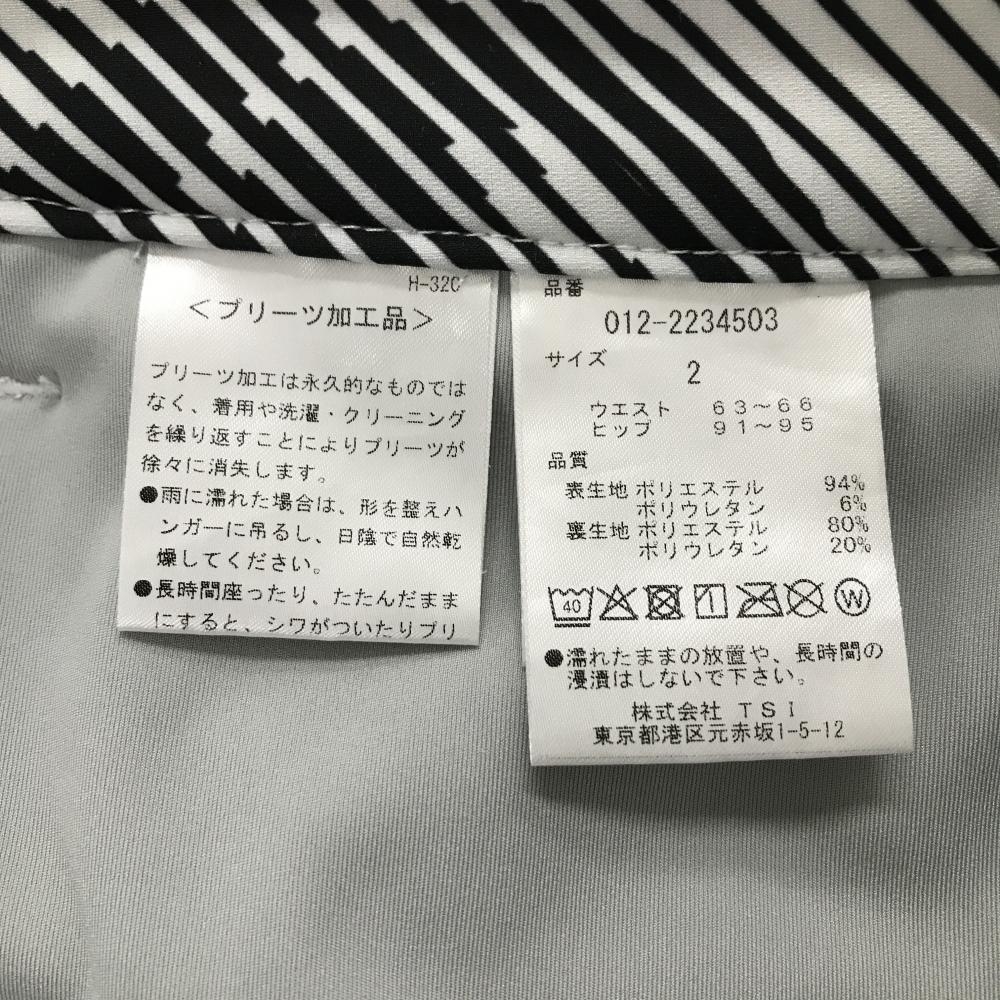 H-320
<プリーツ加工品>
プリーツ加工は永久的なものでは
なく、着用や洗濯・クリーニング
を繰り返すことによりプリーツが
徐々に消失します。
●雨に濡れた場合は、形を整えハ
ンガーに吊るし、日陰で自然乾
燥してください。
●長時間座ったり、たたんだまま
にすると、シワがついたりプリ
品番
012-2234503
サイズ
2
ウエスト 63~66
ヒップ 91~95
品質
表生地 ポリエステル 94%
ポリウレタン 6%
裏生地 ポリエステル 80%
ポリウレタン 20%
40 1 W
●濡れたままの放置や、長時間の
浸漬はしないで下さい。
株式会社 TSI
東京都港区元赤坂1-5-12